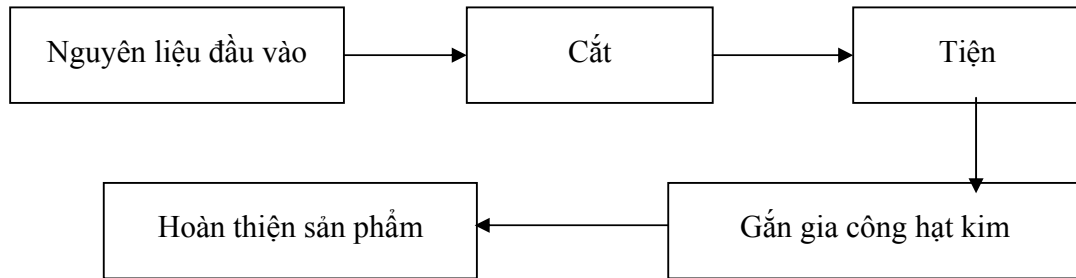 Nguyên liệu đầu vào
Cắt
Tiện
Gắn gia công hạt kim
Hoàn thiện sản phẩm